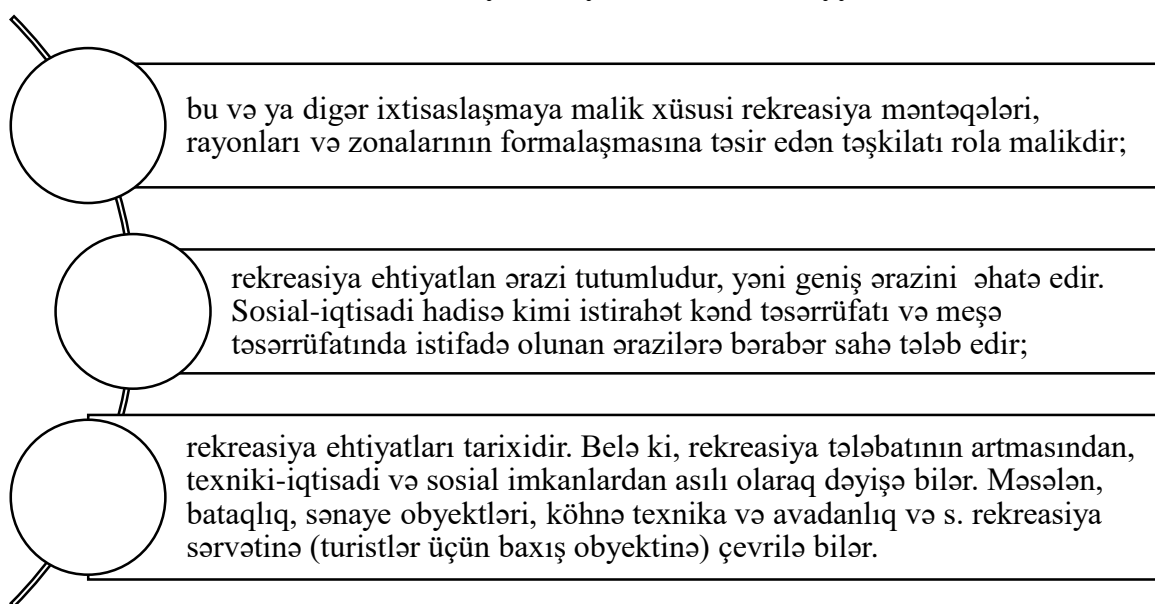 bu və ya digər ixtisaslaşmaya malik xüsusi rekreasiya məntəqələri,
rayonları və zonalarının formalaşmasına təsir edən təşkilatı rola malikdir;
rekreasiya ehtiyatlan ərazi tutumludur, yəni geniş ərazini əhatə edir.
Sosial-iqtisadi hadisə kimi istirahət kənd təsərrüfatı və meşə
təsərrüfatında istifadə olunan ərazilərə bərabər sahə tələb edir;
rekreasiya ehtiyatları tarixidir. Belə ki, rekreasiya tələbatının artmasından,
texniki-iqtisadi və sosial imkanlardan asılı olaraq dəyişə bilər. Məsələn,
bataqlıq, sənaye obyektləri, köhnə texnika və avadanlıq və s. rekreasiya
sərvətinə (turistlər üçün baxış obyektinə) çevrilə bilər.